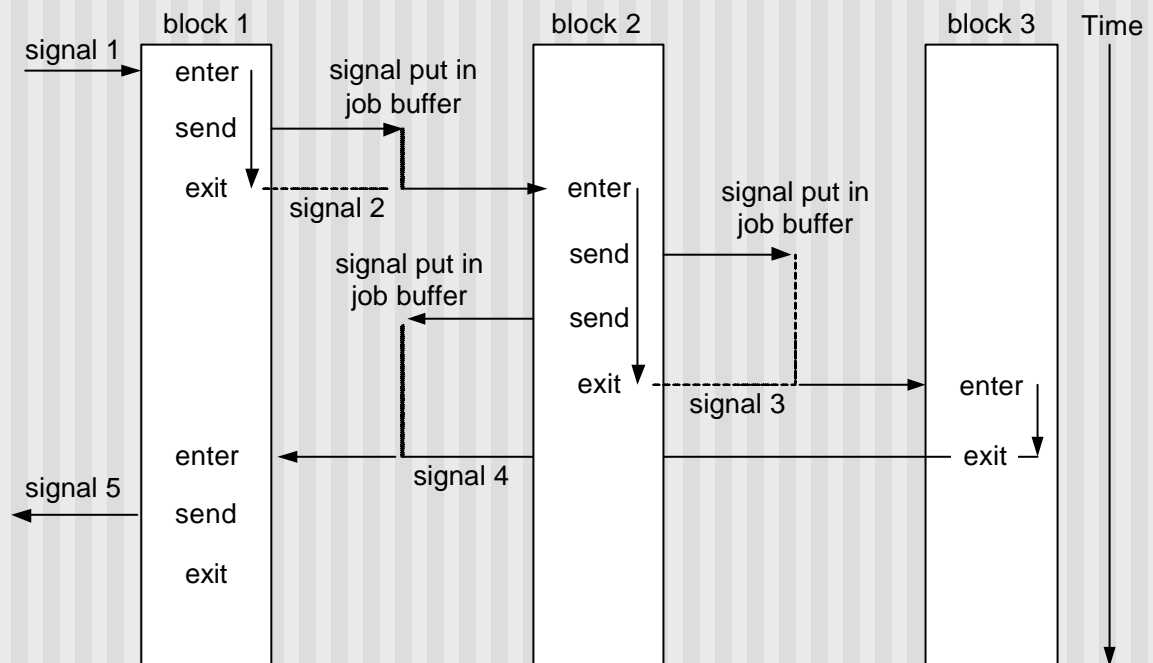 block 1
block 2
block 3
Time
signal 1
enter
signal put in
job buffer
send
exit
signal 2
enter
signal put in
job buffer
send
signal put in
job buffer
send
exit
signal 3
enter
enter
signal 4
exit
signal 5
send
exit